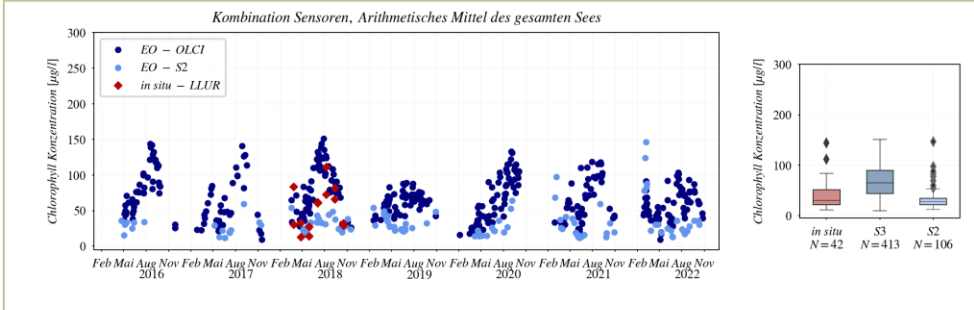 Kombination Sensoren, Arithmetisches Mittel des gesamten Sees
Chlorophyll Konzentration [µg/l]
300
250
200
150
100
50
0
EO − OLCI
EO − S2
in situ − LLUR
Feb Mai Aug Nov Feb Mai Aug Nov Feb Mai Aug Nov Feb Mai Aug Nov Feb Mai Aug Nov Feb Mai Aug Nov Feb Mai Aug Nov
2016 2017 2018 2019 2020 2021 2022
Chlorophyll Konzentration [µg/l]
300
200
100
0
in situ S3 S2
N = 42 N = 413 N = 106